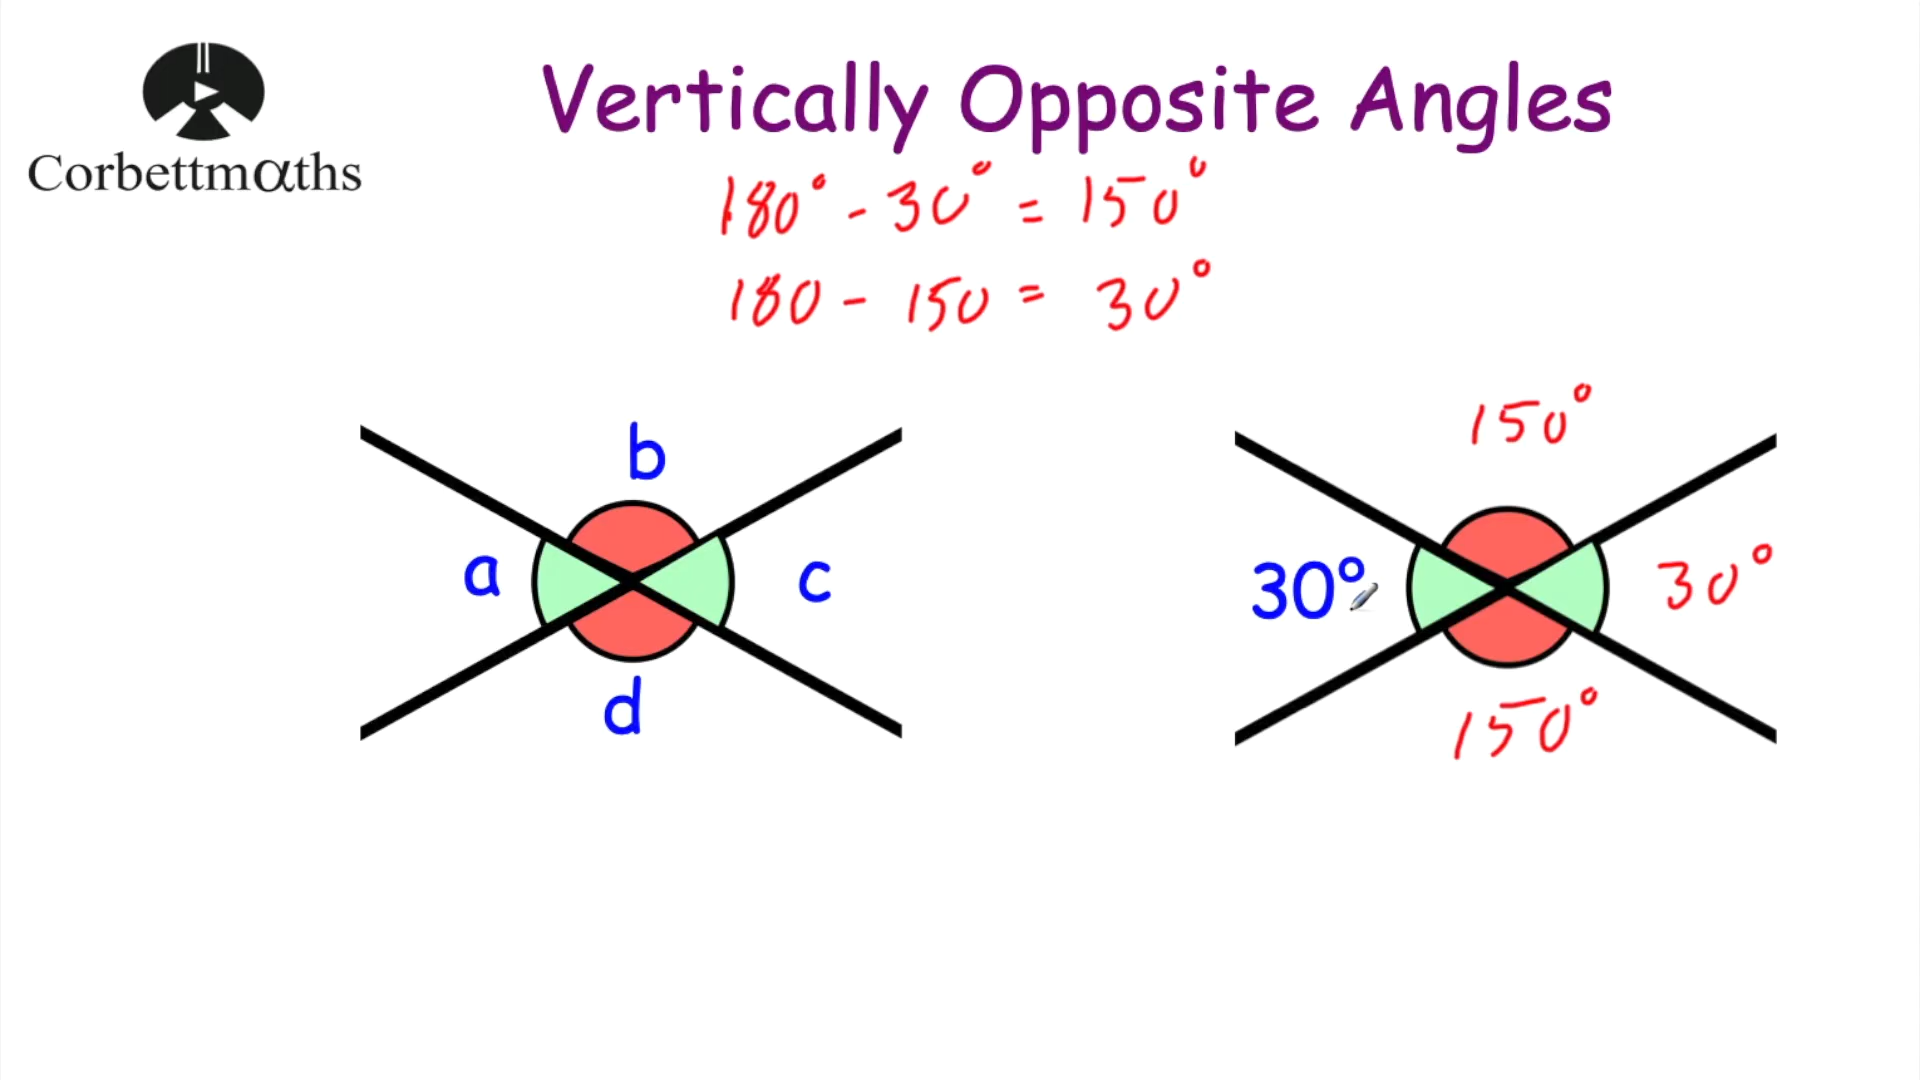 Corbettmαths
Vertically Opposite Angles
180° - 30° = 150°
180 - 150 = 30°
b
a
c
d
150°
30°
30°
150°